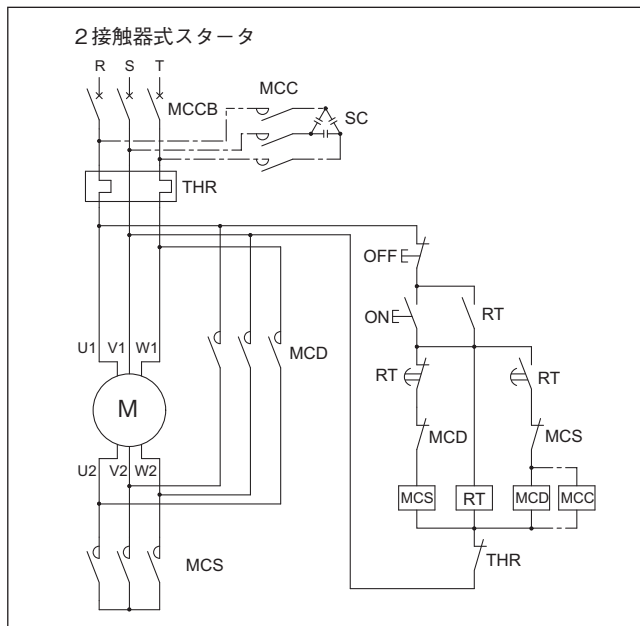 ２接触器式スタータ
R S T
MCC
MCCB
SC
THR
OFF
ON
RT
U1 V1 W1
MCD
RT
RT
M
MCD
MCS
U2 V2 W2
MCS
RT
MCD
MCC
MCS
THR